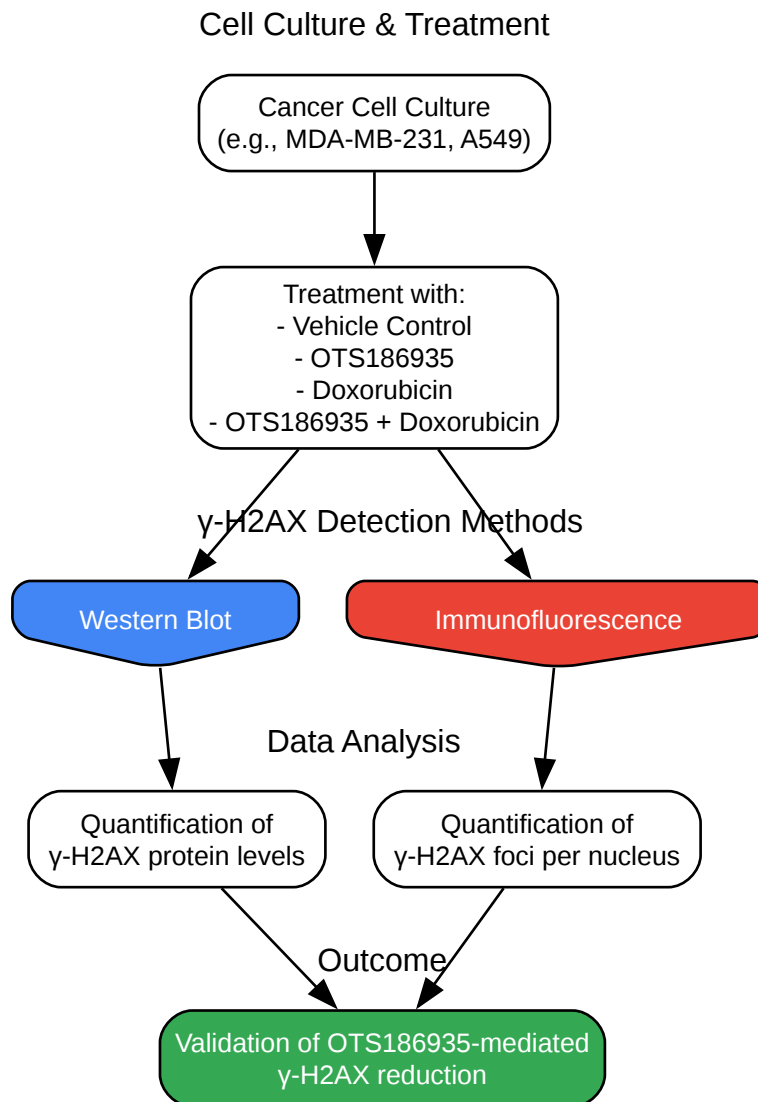 Cell Culture & Treatment
Cancer Cell Culture
(e.g., MDA-MB-231, A549)
Treatment with:
- Vehicle Control
- OTS186935
- Doxorubicin
- OTS186935 + Doxorubicin
γ-H2AX Detection Methods
Western Blot
Immunofluorescence
Data Analysis
Quantification of
γ-H2AX protein levels
Quantification of
γ-H2AX foci per nucleus
Outcome
Validation of OTS186935-mediated
γ-H2AX reduction